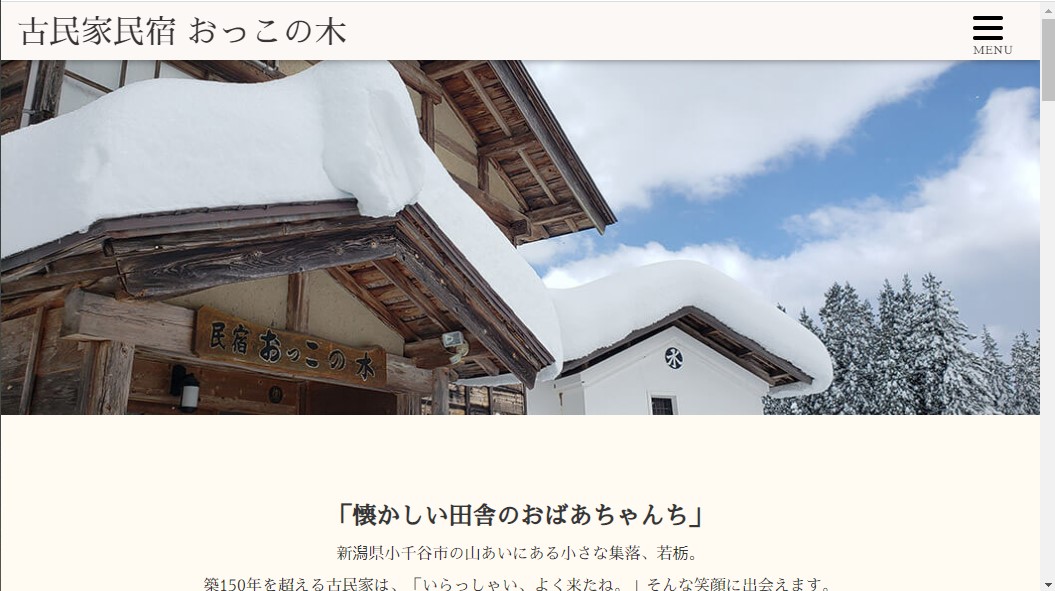 古民家民宿 おっこの木
MENU
民宿 おっこの木
「懐かしい田舎のおばあちゃんち」
新潟県小千谷市の山あいにある小さな集落、若栃。
築150年を超える古民家は、「いらっしゃい、よく来たね。」そんな笑顔に出会えます。